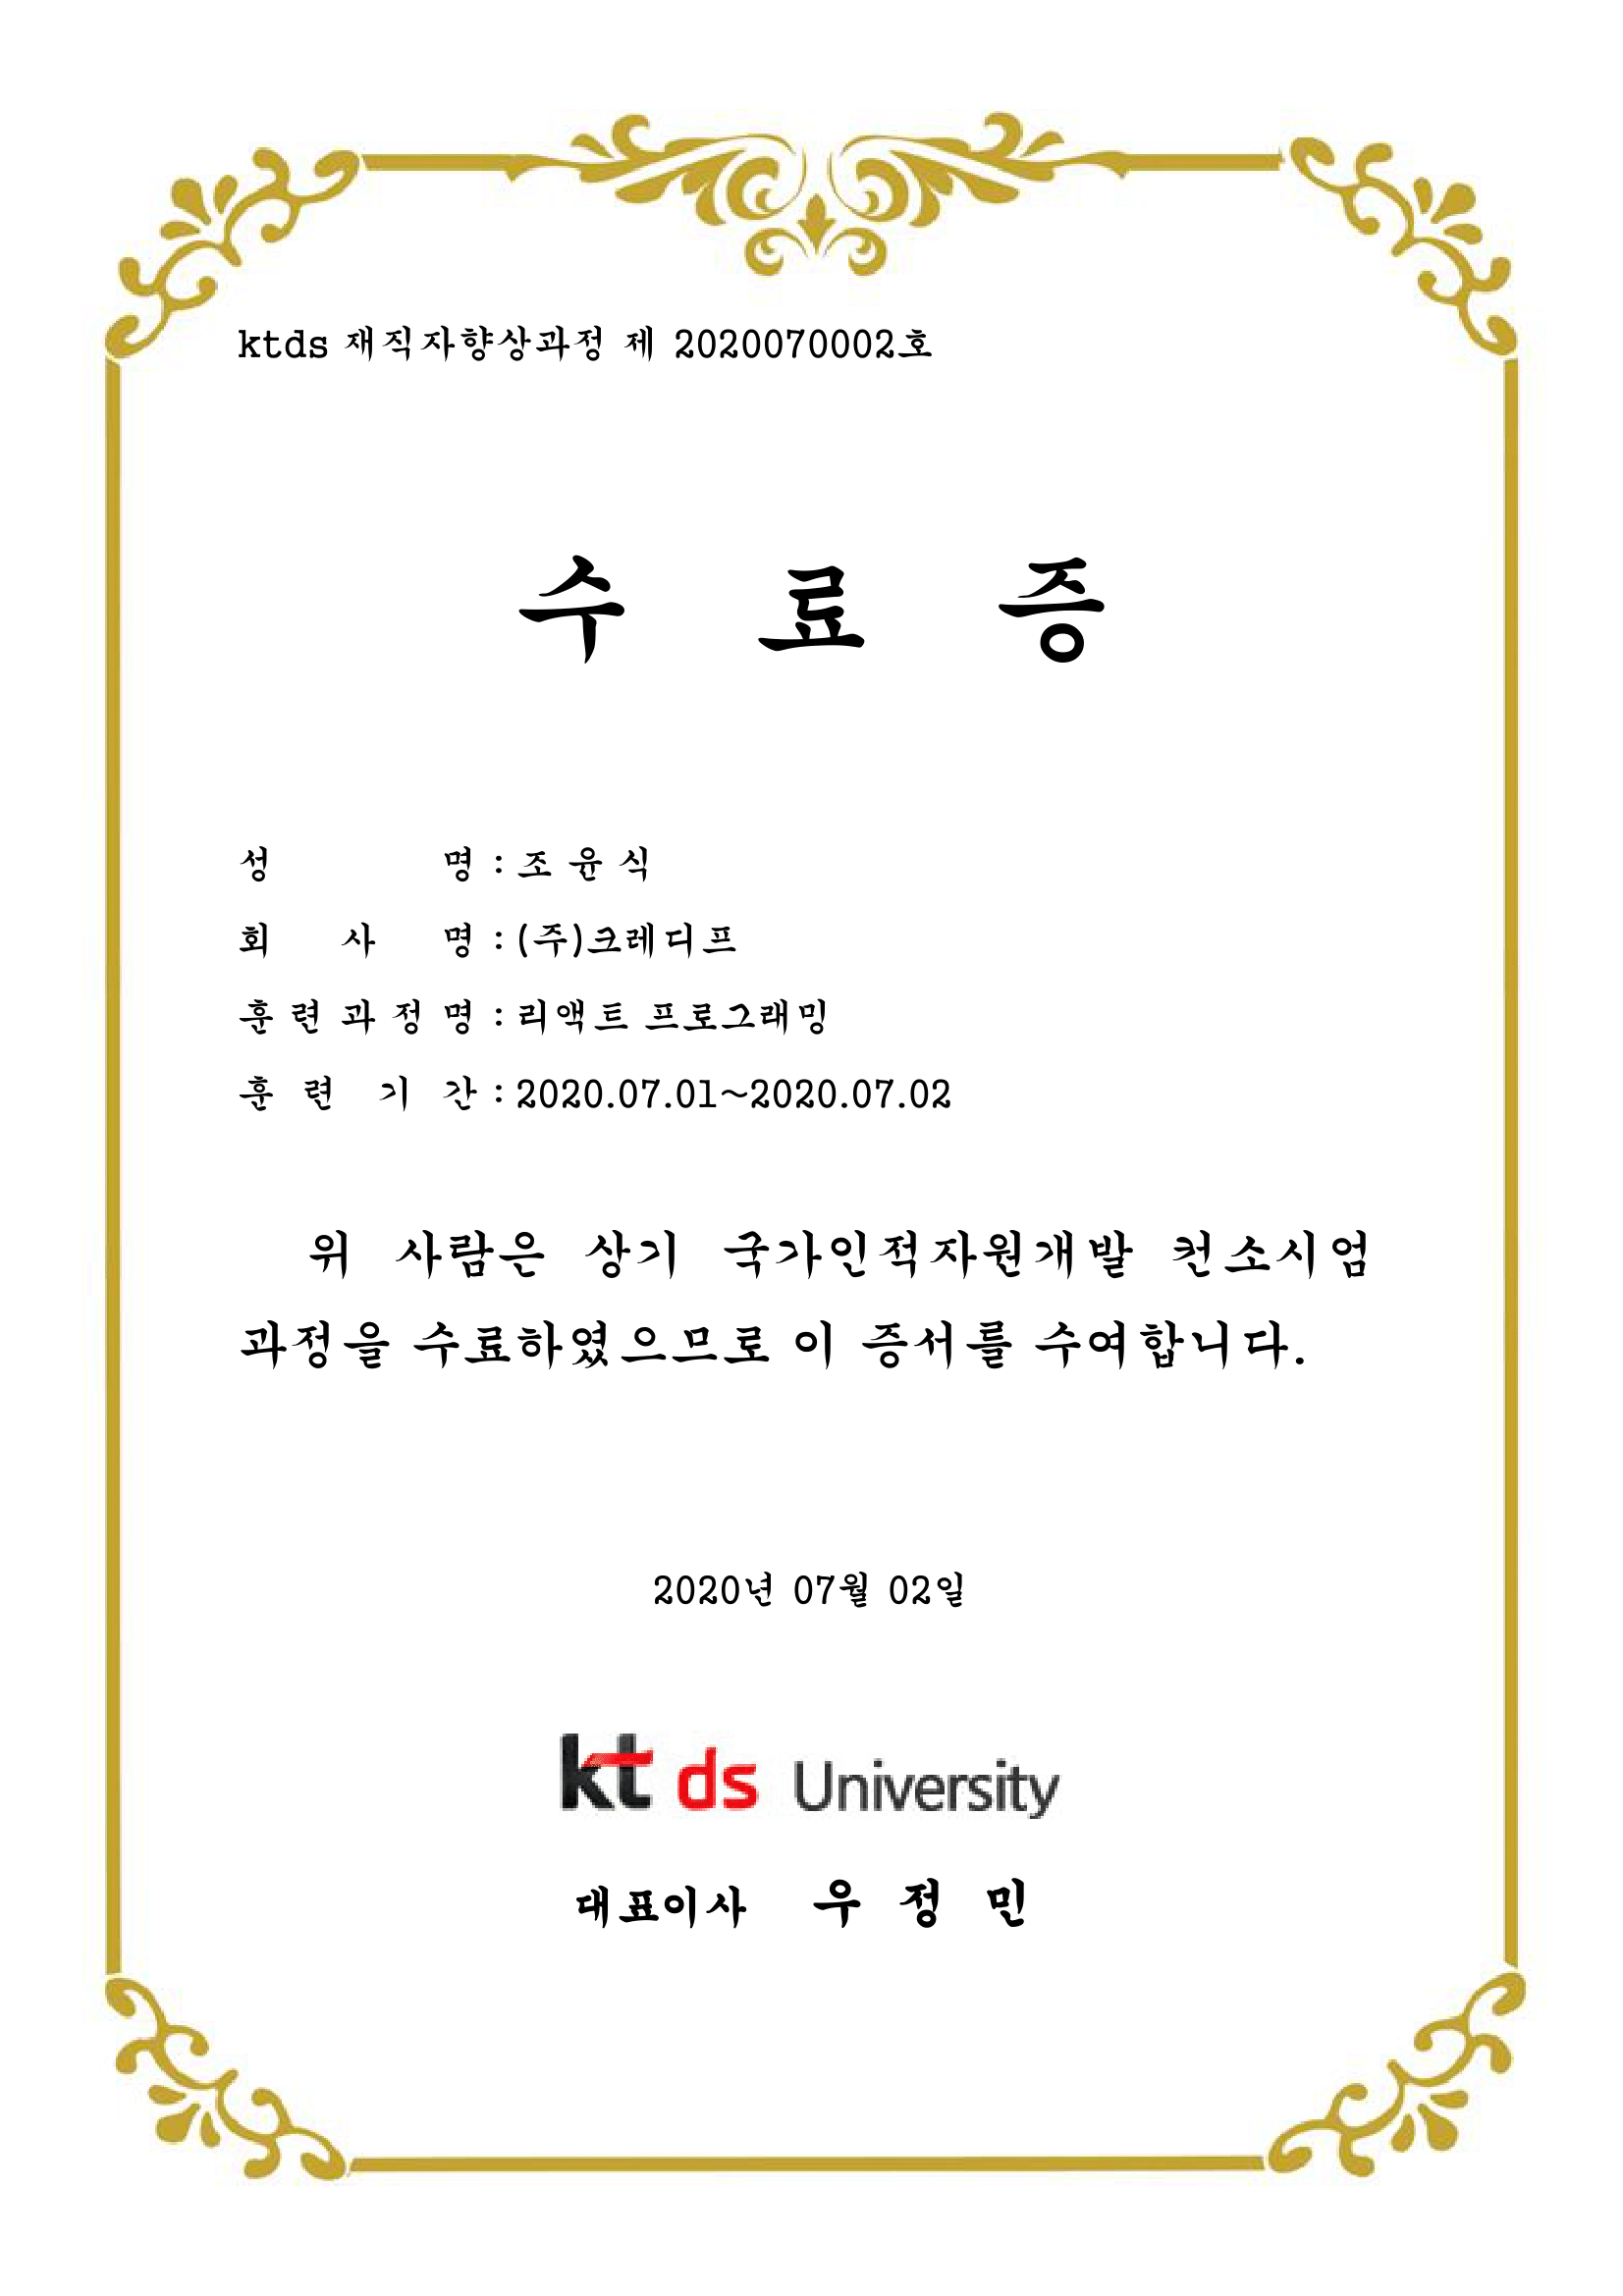 ktds 재직자향상과정 제 2020070002호
수 료 증
성 명 : 조 윤 식
회 사 명 : (주)크레디프
훈 련 과 정 명 : 리액트 프로그래밍
훈 련 기 간 : 2020.07.01~2020.07.02
위 사람은 상기 국가인적자원개발 컨소시엄
과정을 수료하였으므로 이 증서를 수여합니다.
2020년 07월 02일
kt ds University
대표이사 우 정 민